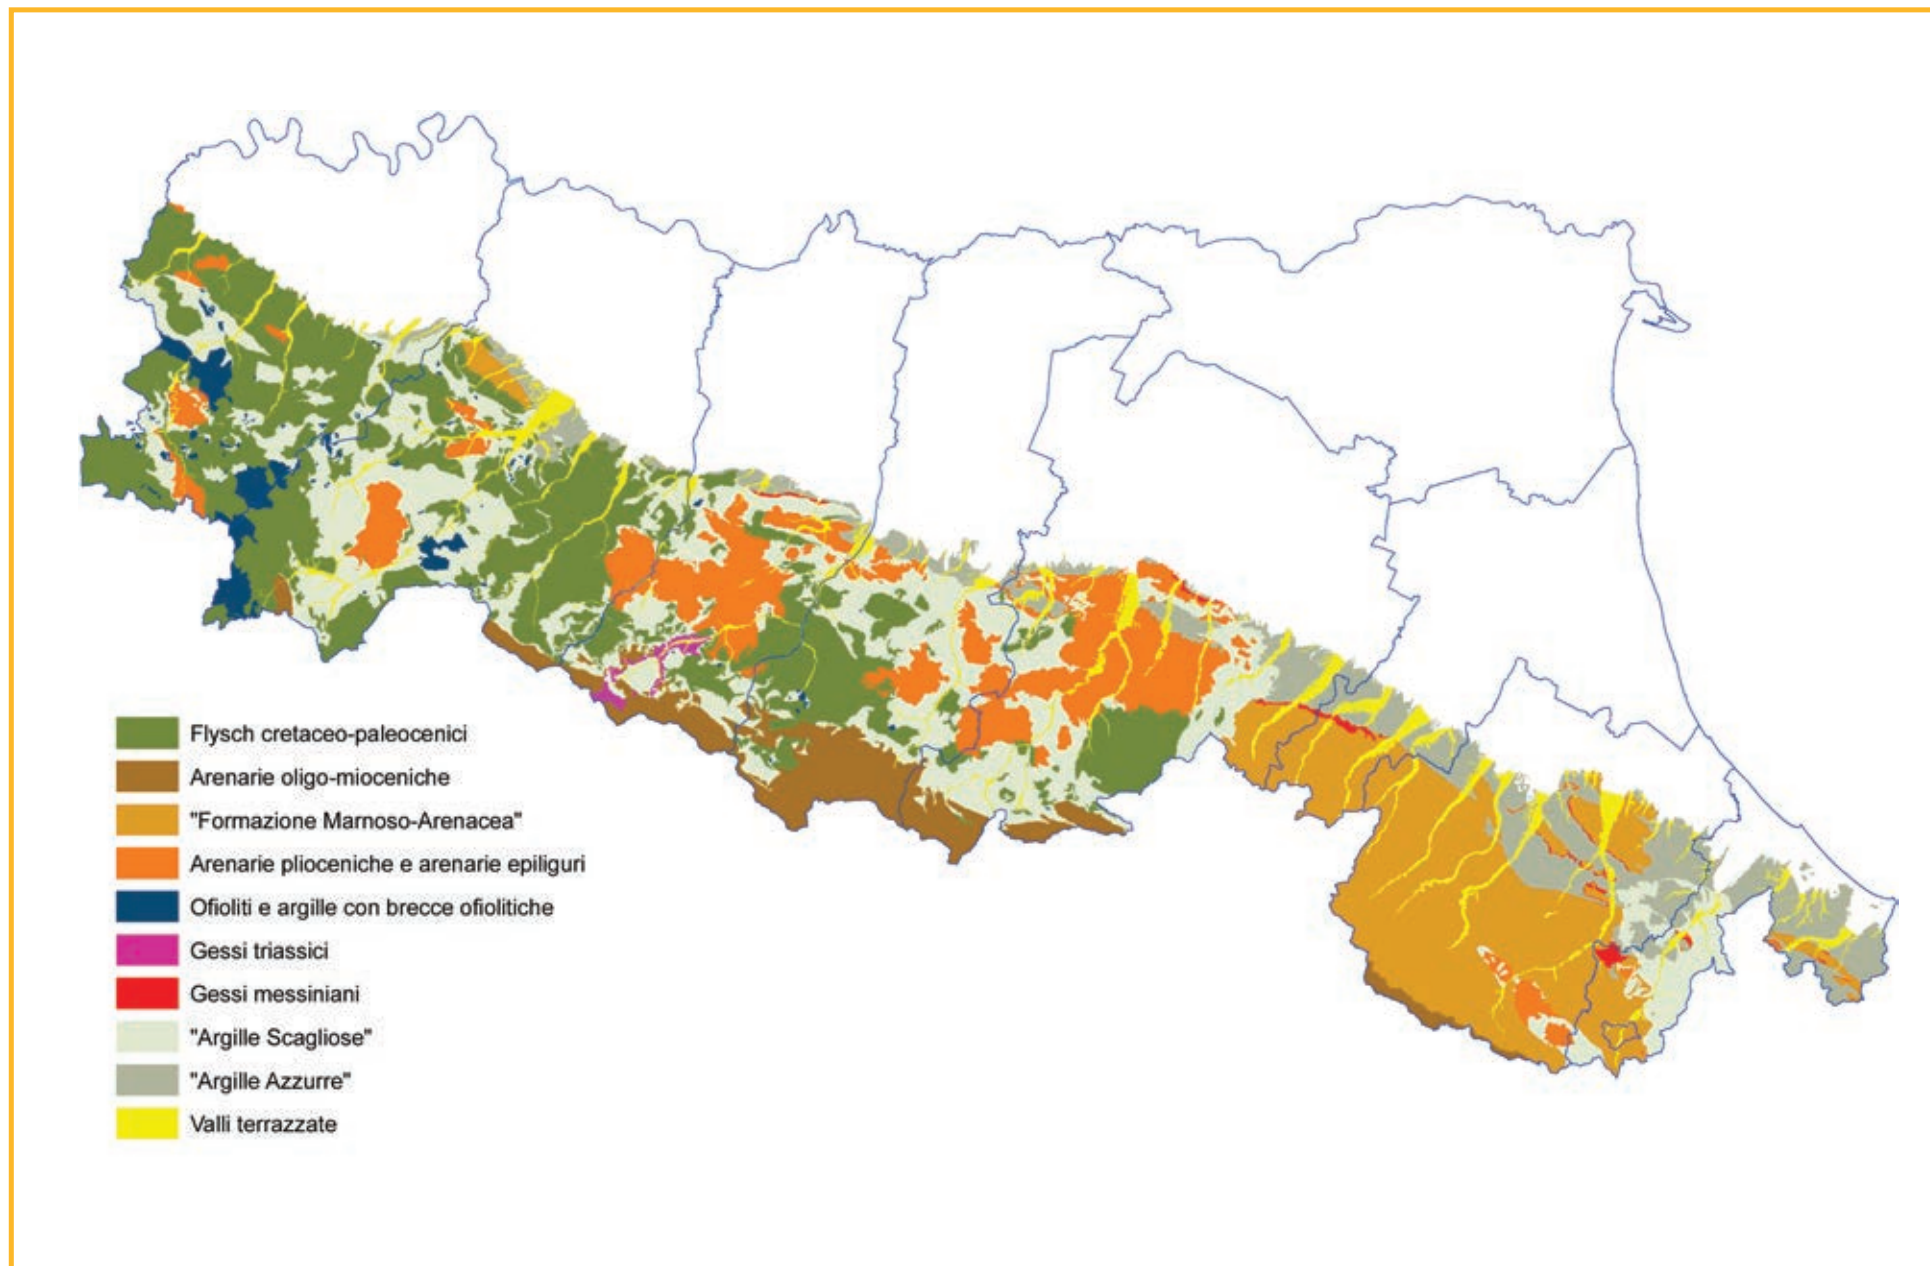 Flysch cretaceo-paleocenici
Arenarie oligo-mioceniche
"Formazione Marnoso-Arenacea"
Arenarie plioceniche e arenarie epiliguri
Ofioliti e argille con brecce ofiolitiche
Gessi triassici
Gessi messiniani
"Argille Scagliose"
"Argille Azzurre"
Valli terrazzate